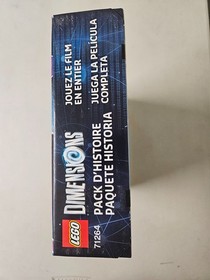 LEGO
DIMENSIONS
PACK D'HISTOIRE
PAQUETE HISTORIA
71264
JOUEZ LE FILM
EN ENTIER
JUEGA LA PELÍCULA
COMPLETA